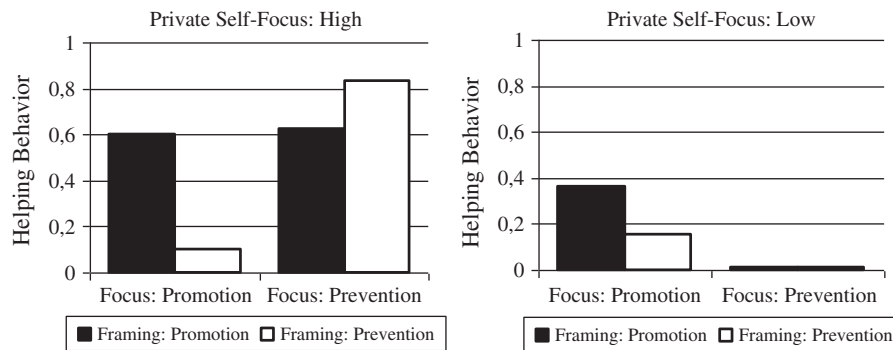 Private Self-Focus: High
1
0,8
0,6
0,4
0,2
0
Helping Behavior
Focus: Promotion Focus: Prevention
Framing: Promotion Framing: Prevention
Private Self-Focus: Low
1
0,8
0,6
0,4
0,2
0
Helping Behavior
Focus: Promotion Focus: Prevention
Framing: Promotion Framing: Prevention